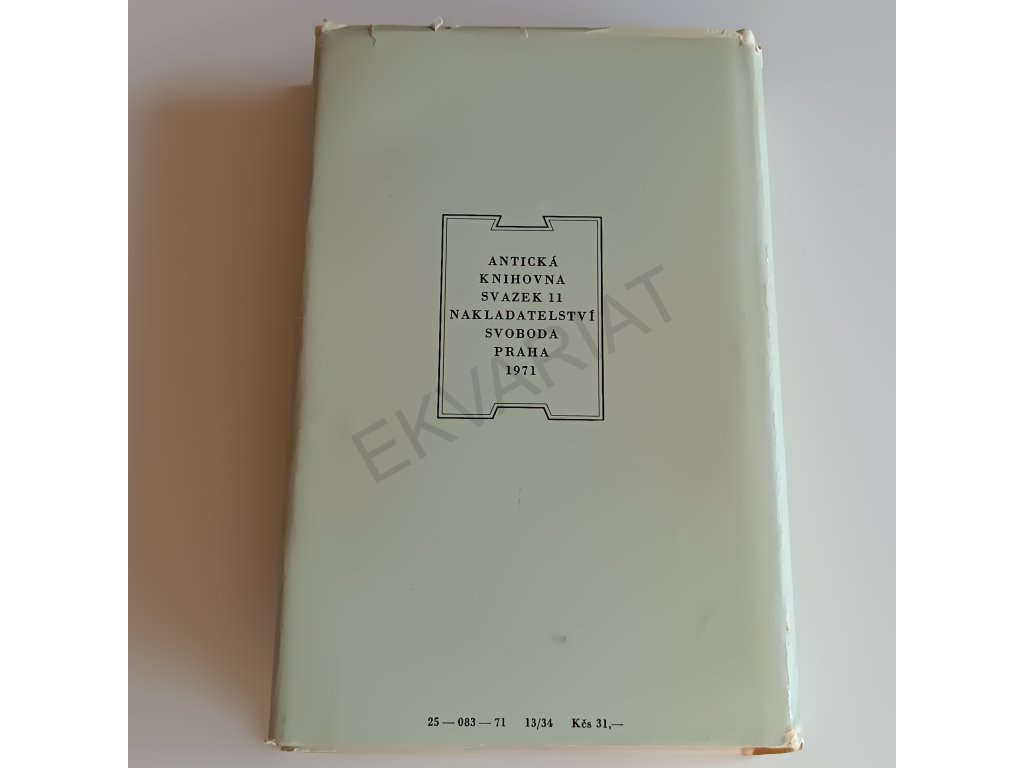 ANTICKÁ
KNIHOVNA
SVAZEK 11
NAKLADATELSTVÍ
SVOBODA
PRAHA
1971
EKVARIAT
25 — 083 — 71 13/34 Kčs 31,—